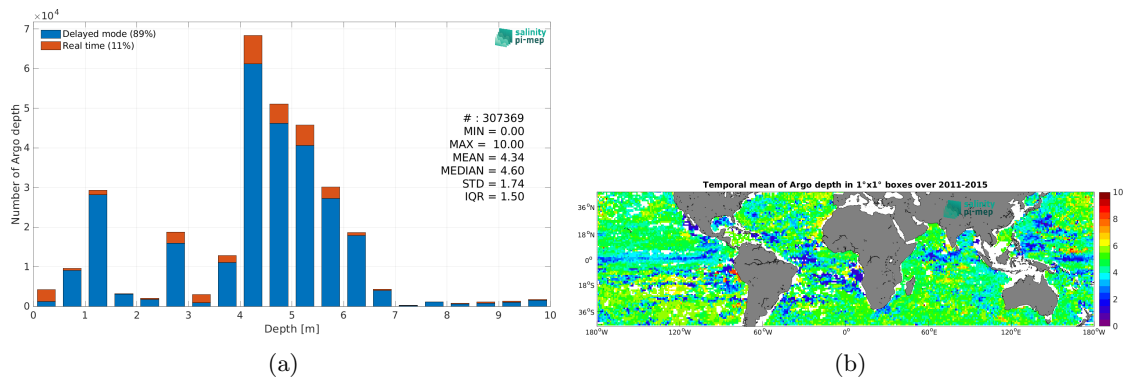 ×10⁴
7
6
5
4
3
2
1
0
Number of Argo depth
Delayed mode (89%)
Real time (11%)
salinity
pi-mep
# : 307369
MIN = 0.00
MAX = 10.00
MEAN = 4.34
MEDIAN = 4.60
STD = 1.74
IQR = 1.50
0 1 2 3 4 5 6 7 8 9 10
Depth [m]
(a)
Temporal mean of Argo depth in 1°x1° boxes over 2011-2015
salinity
pi-mep
36°N
18°N
0°
18°S
36°S
180°W 120°W 60°W 0° 60°E 120°E 180°W
10
8
6
4
2
0
(b)